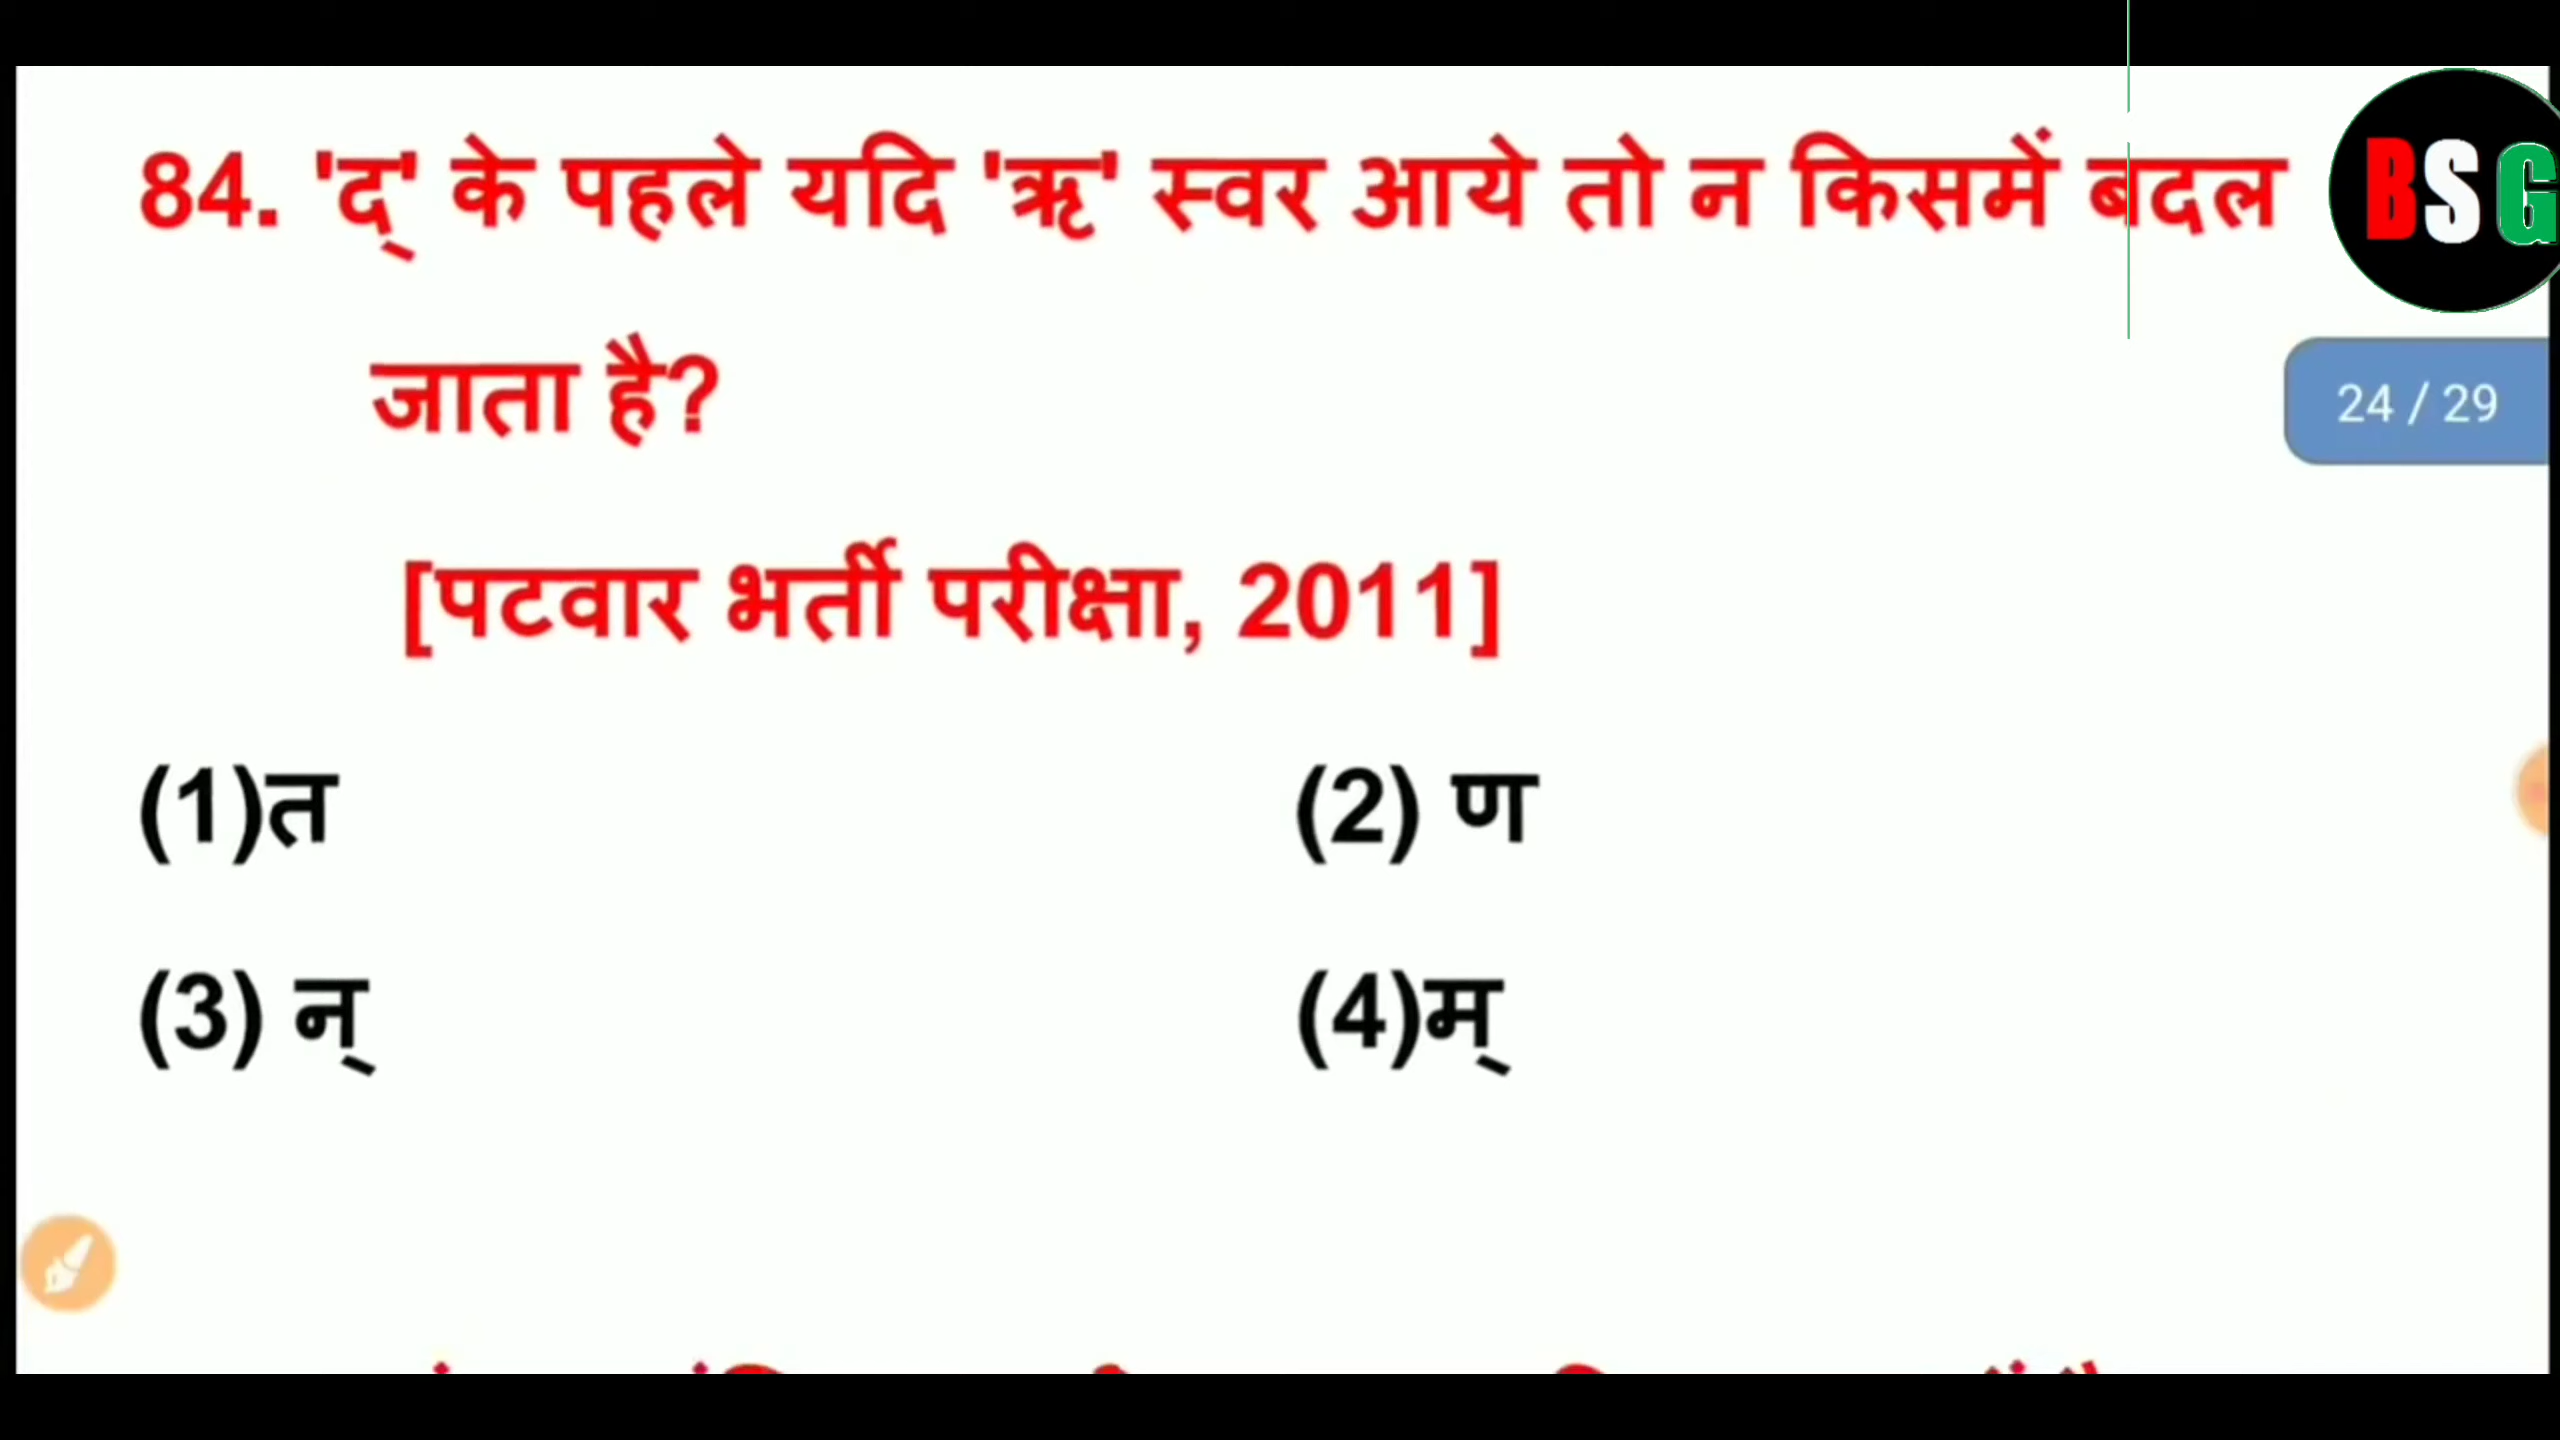 84. 'द्' के पहले यदि 'ऋ' स्वर आये तो न किसमें बदल
BSG
जाता है?
24 / 29
[पटवार भर्ती परीक्षा, 2011]
(1)त (2) ण
(3) न् (4)म्